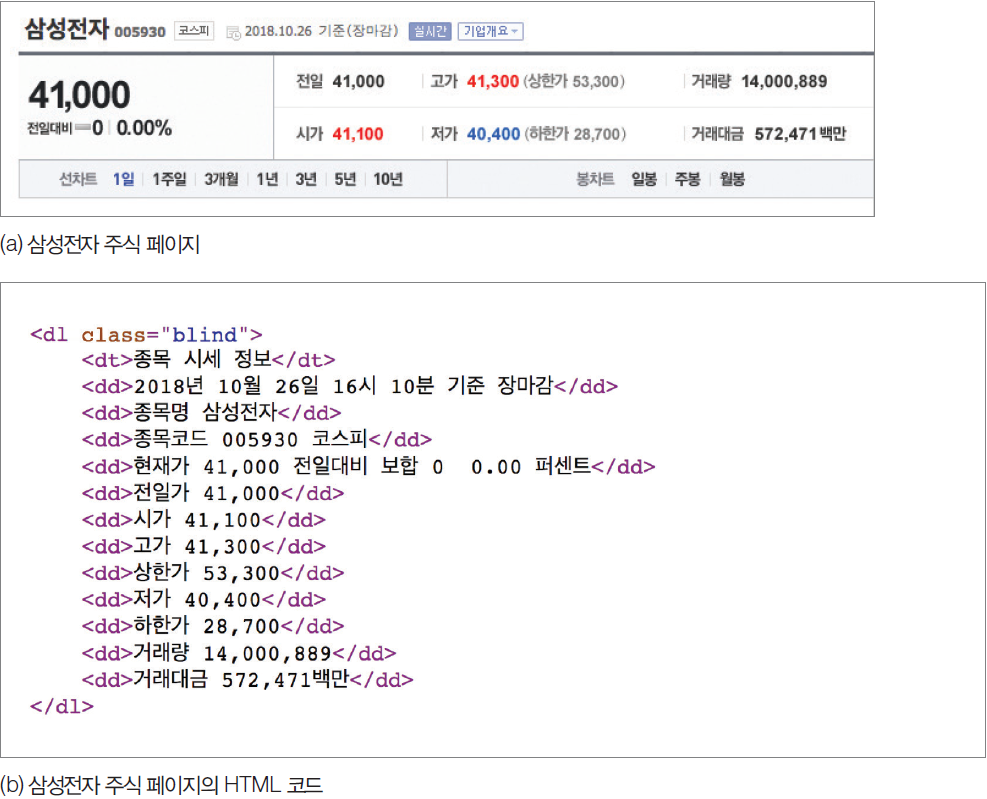 삼성전자 005930 코스피 2018.10.26 기준(장마감) 실시간 기업개요
41,000
전일대비 0 0.00%
전일 41,000 고가 41,300 (상한가 53,300) 거래량 14,000,889
시가 41,100 저가 40,400 (하한가 28,700) 거래대금 572,471 백만
선차트 1일 1주일 3개월 1년 3년 5년 10년 봉차트 일봉 주봉 월봉
(a) 삼성전자 주식 페이지
<dl class="blind">
<dt>종목 시세 정보</dt>
<dd>2018년 10월 26일 16시 10분 기준 장마감</dd>
<dd>종목명 삼성전자</dd>
<dd>종목코드 005930 코스피</dd>
<dd>현재가 41,000 전일대비 보합 0  0.00 퍼센트</dd>
<dd>전일가 41,000</dd>
<dd>시가 41,100</dd>
<dd>고가 41,300</dd>
<dd>상한가 53,300</dd>
<dd>저가 40,400</dd>
<dd>하한가 28,700</dd>
<dd>거래량 14,000,889</dd>
<dd>거래대금 572,471백만</dd>
</dl>
(b) 삼성전자 주식 페이지의 HTML 코드